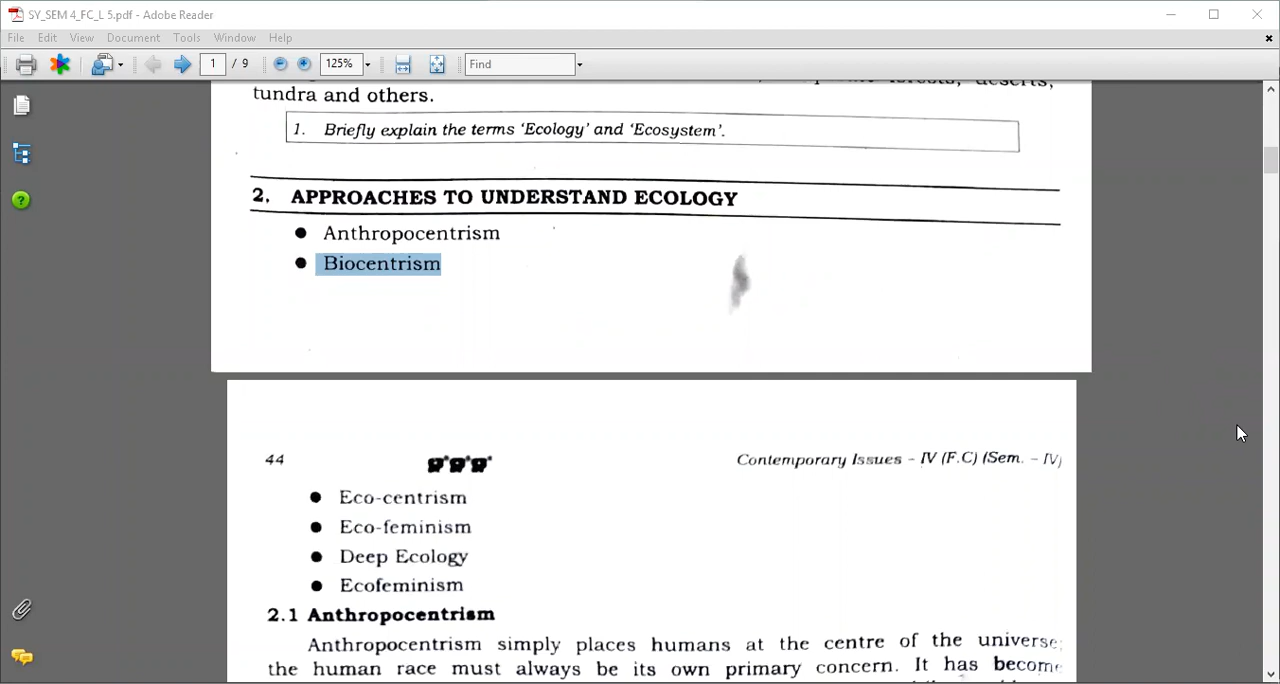 SY_SEM 4_FC_L 5.pdf - Adobe Reader
File Edit View Document Tools Window Help
1 / 9 125% Find
tundra and others.
1. Briefly explain the terms 'Ecology' and 'Ecosystem'.
2. APPROACHES TO UNDERSTAND ECOLOGY
● Anthropocentrism
● Biocentrism
44 Contemporary Issues - IV (F.C) (Sem. - IV)
● Eco-centrism
● Eco-feminism
● Deep Ecology
● Ecofeminism
2.1 Anthropocentrism
Anthropocentrism simply places humans at the centre of the universe;
the human race must always be its own primary concern. It has become